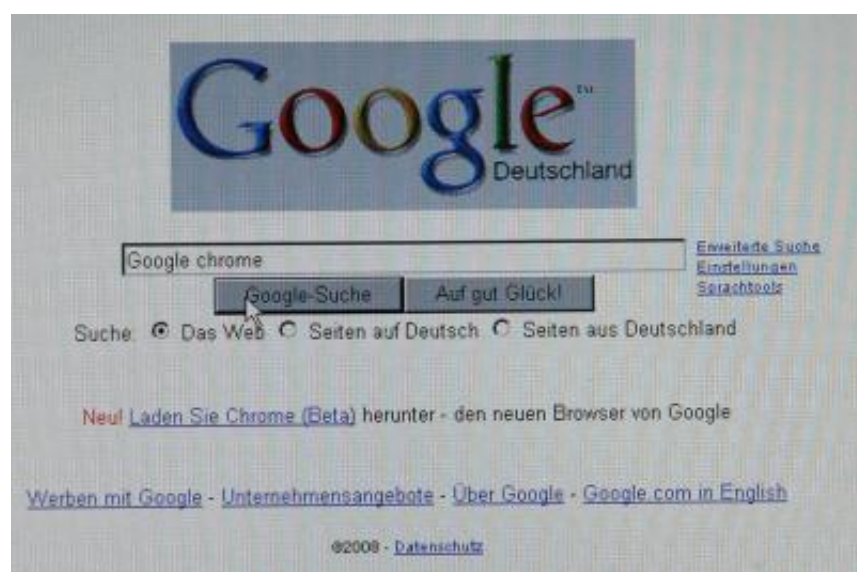 Google™
Deutschland
Google chrome
Erweiterte Suche
Einstellungen
Sprachtools
Google-Suche Auf gut Glück!
Suche: Das Web Seiten auf Deutsch Seiten aus Deutschland
Neu! Laden Sie Chrome (Beta) herunter - den neuen Browser von Google
Werben mit Google - Unternehmensangebote - Über Google - Google.com in English
©2008 - Datenschutz